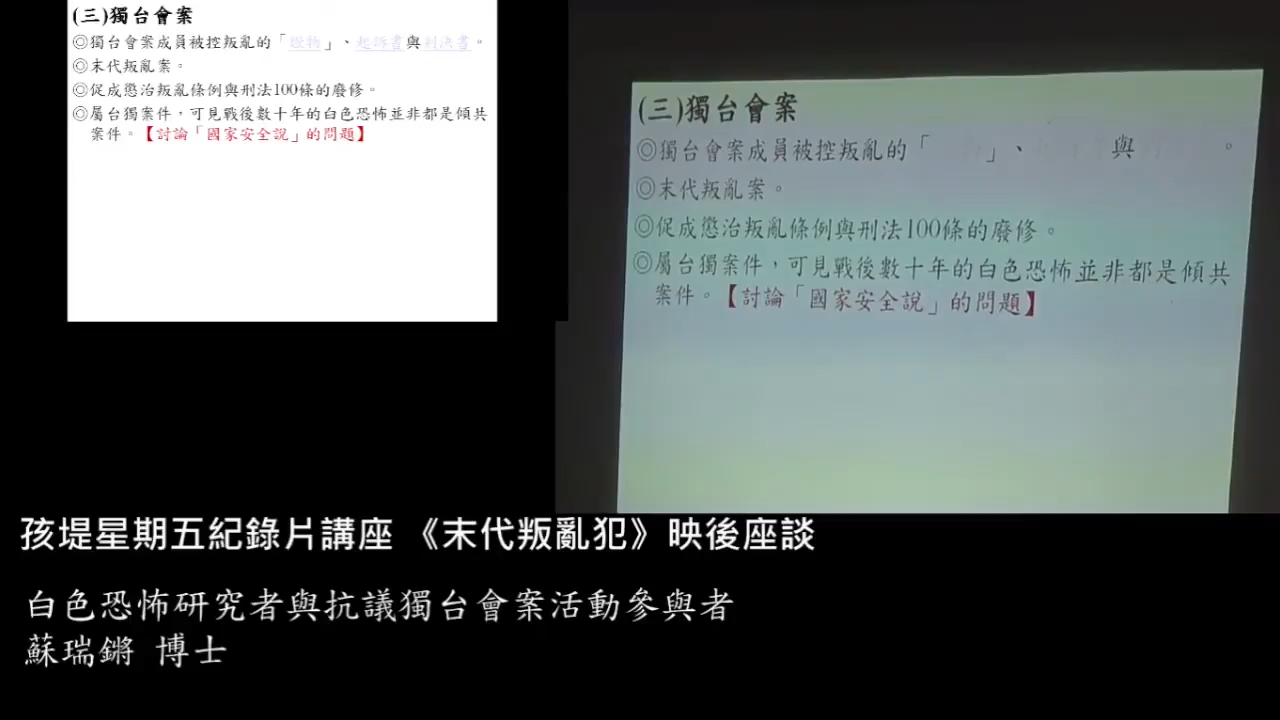 (三)獨台會案
◎獨台會案成員被控叛亂的「證物」、起訴書與判決書。
◎末代叛亂案。
◎促成懲治叛亂條例與刑法100條的廢修。
◎屬台獨案件，可見戰後數十年的白色恐怖並非都是傾共
案件。【討論「國家安全說」的問題】
(三)獨台會案
◎獨台會案成員被控叛亂的「 」、 與 。
◎末代叛亂案。
◎促成懲治叛亂條例與刑法100條的廢修。
◎屬台獨案件，可見戰後數十年的白色恐怖並非都是傾共
案件。【討論「國家安全說」的問題】
孩堤星期五紀錄片講座 《末代叛亂犯》映後座談
白色恐怖研究者與抗議獨台會案活動參與者
蘇瑞鏘 博士